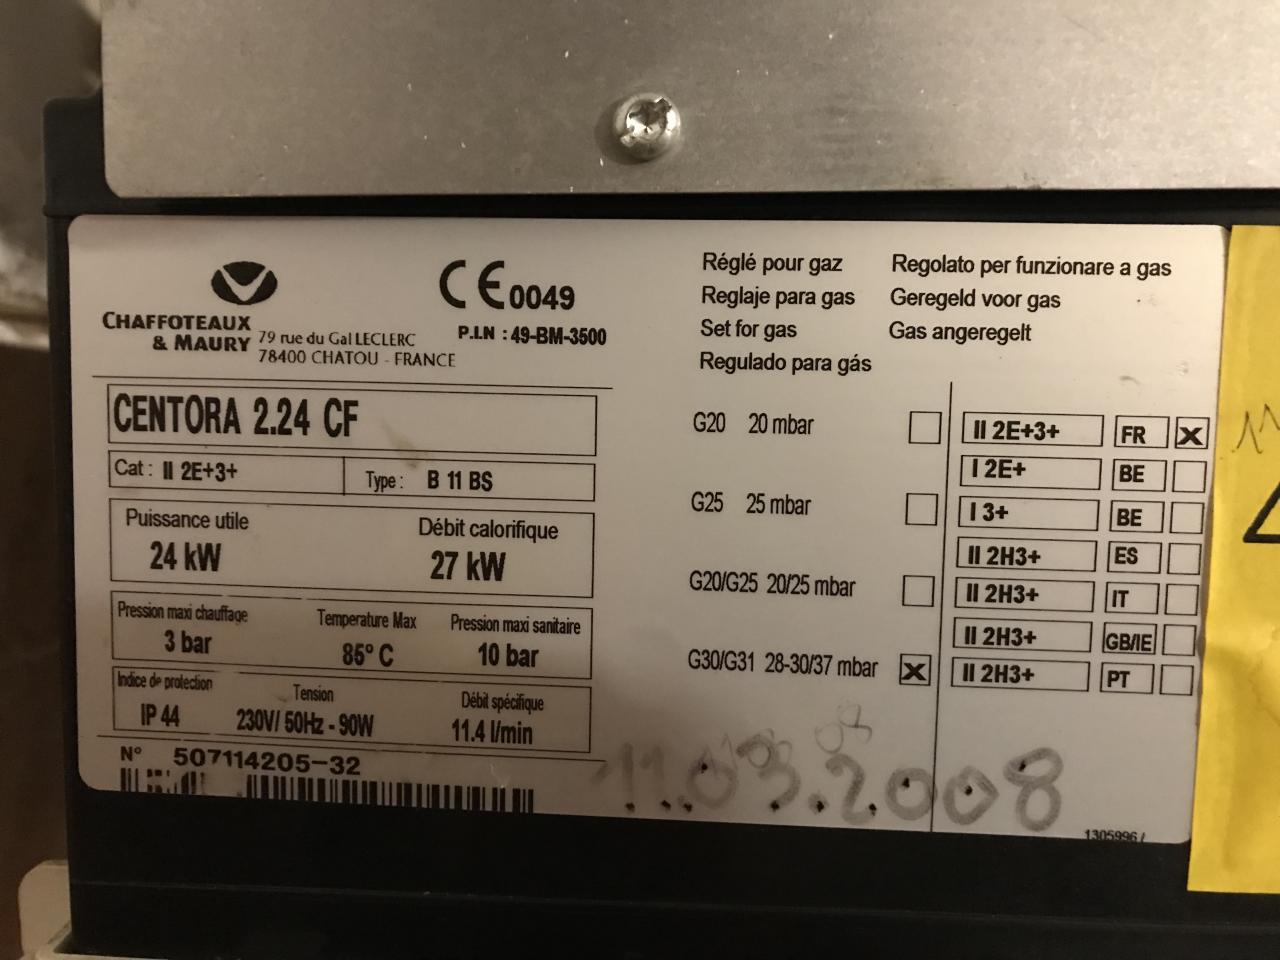 CHAFFOTEAUX
& MAURY
79 rue du Gal LECLERC
78400 CHATOU - FRANCE
CE 0049
P.I.N : 49-BM-3500
CENTORA 2.24 CF
Cat : II 2E+3+ Type : B 11 BS
Puissance utile Débit calorifique
24 kW 27 kW
Pression maxi chauffage Temperature Max Pression maxi sanitaire
3 bar 85° C 10 bar
Indice de protection Tension Débit spécifique
IP 44 230V/ 50Hz - 90W 11.4 l/min
N° 507114205-32
Réglé pour gaz Regolato per funzionare a gas
Reglaje para gas Geregeld voor gas
Set for gas Gas angeregelt
Regulado para gás
G20 20 mbar
G25 25 mbar
G20/G25 20/25 mbar
G30/G31 28-30/37 mbar X
II 2E+3+ FR X
I 2E+ BE
I 3+ BE
II 2H3+ ES
II 2H3+ IT
II 2H3+ GB/IE
II 2H3+ PT
11.03.2008
1305996